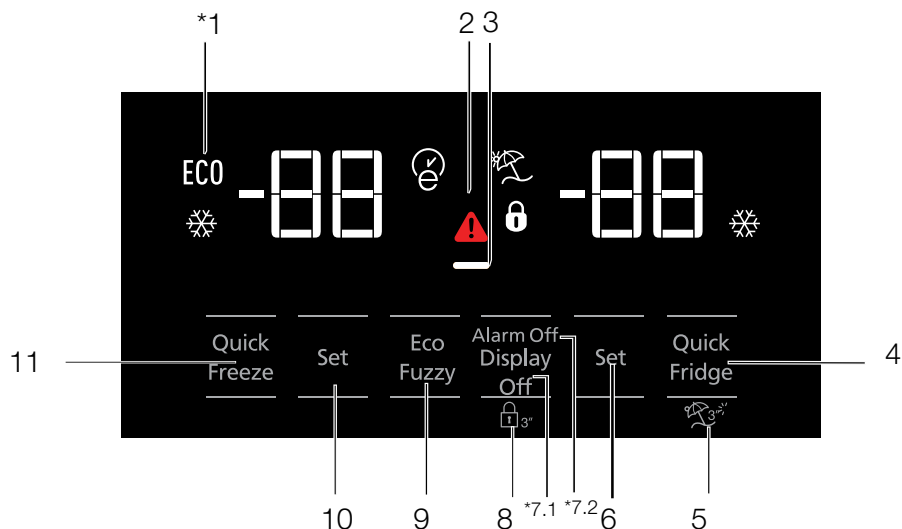 *1 2 3
ECO -88 e -88
11 Quick Freeze Set Eco Fuzzy Alarm Off Display Off Set Quick Fridge 4
3" 3"
10 9 8 *7.1 *7.2 6 5